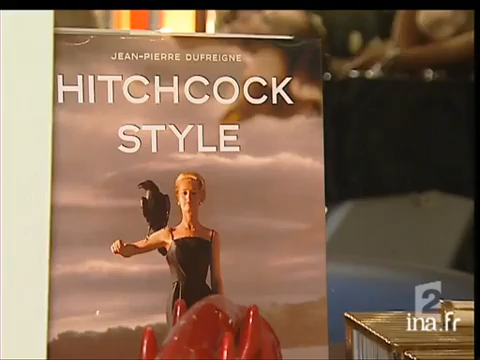 JEAN-PIERRE DUFREIGNE
HITCHCOCK
STYLE
2
ina.fr